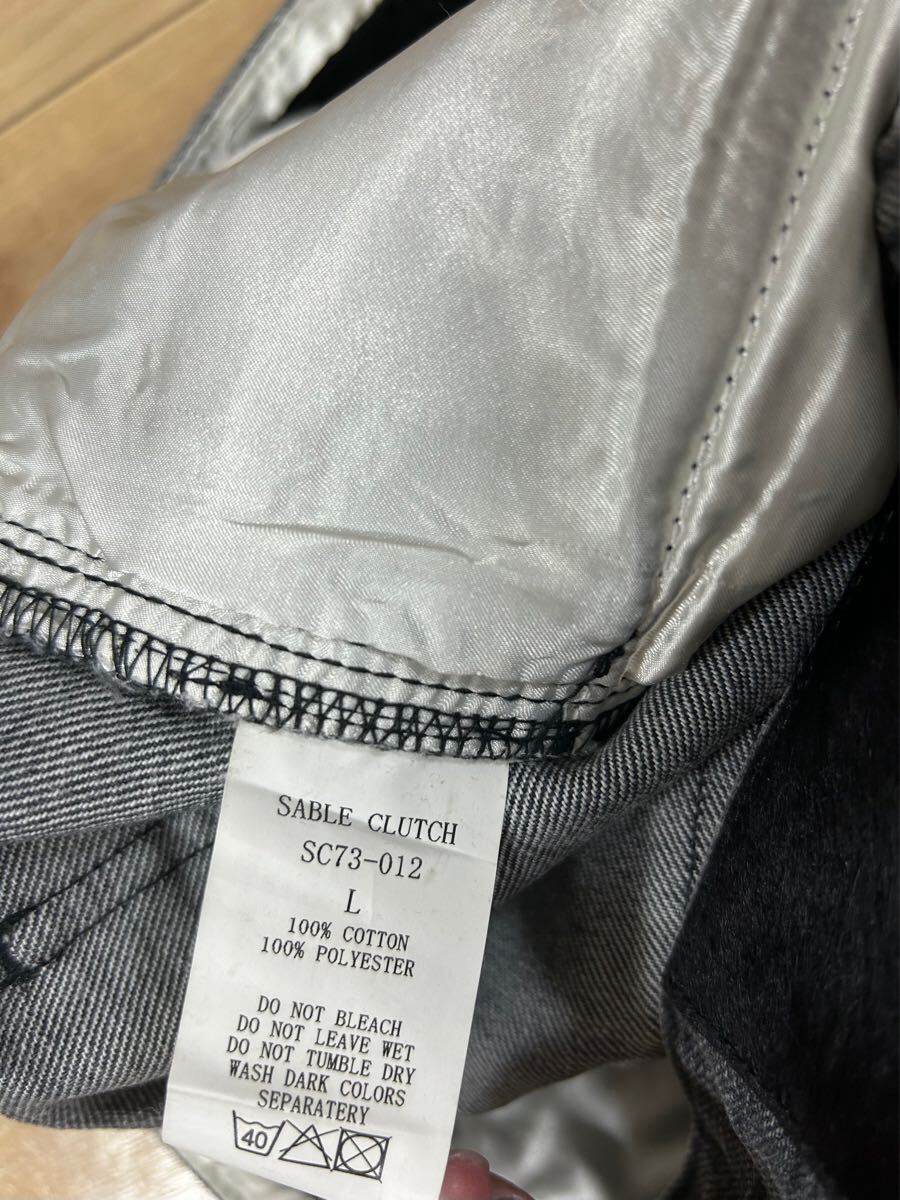 SABLE CLUTCH
SC73-012
L
100% COTTON
100% POLYESTER
DO NOT BLEACH
DO NOT LEAVE WET
DO NOT TUMBLE DRY
WASH DARK COLORS
SEPARATERY
40